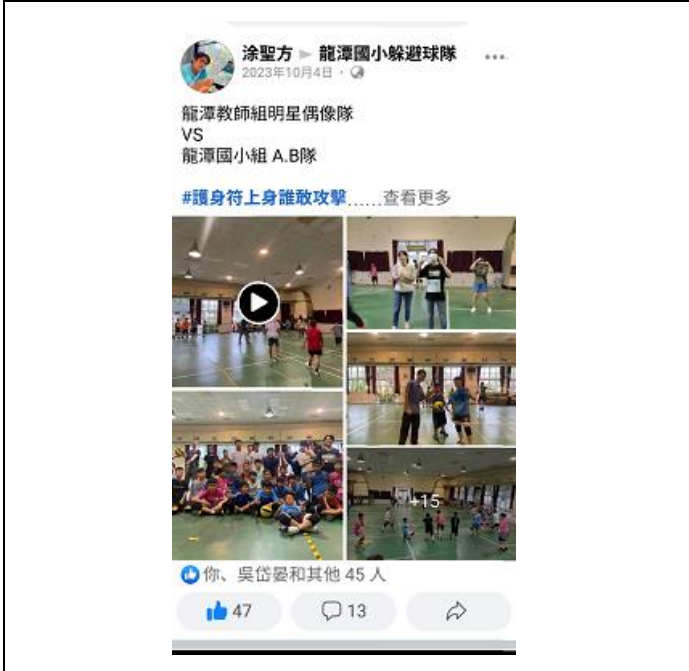 涂聖方 ▶ 龍潭國小躲避球隊
2023年10月4日 ·
龍潭教師組明星偶像隊
VS
龍潭國小組 A.B隊
#護身符上身誰敢攻擊......查看更多
+15
你、吳岱晏和其他 45 人
47
13